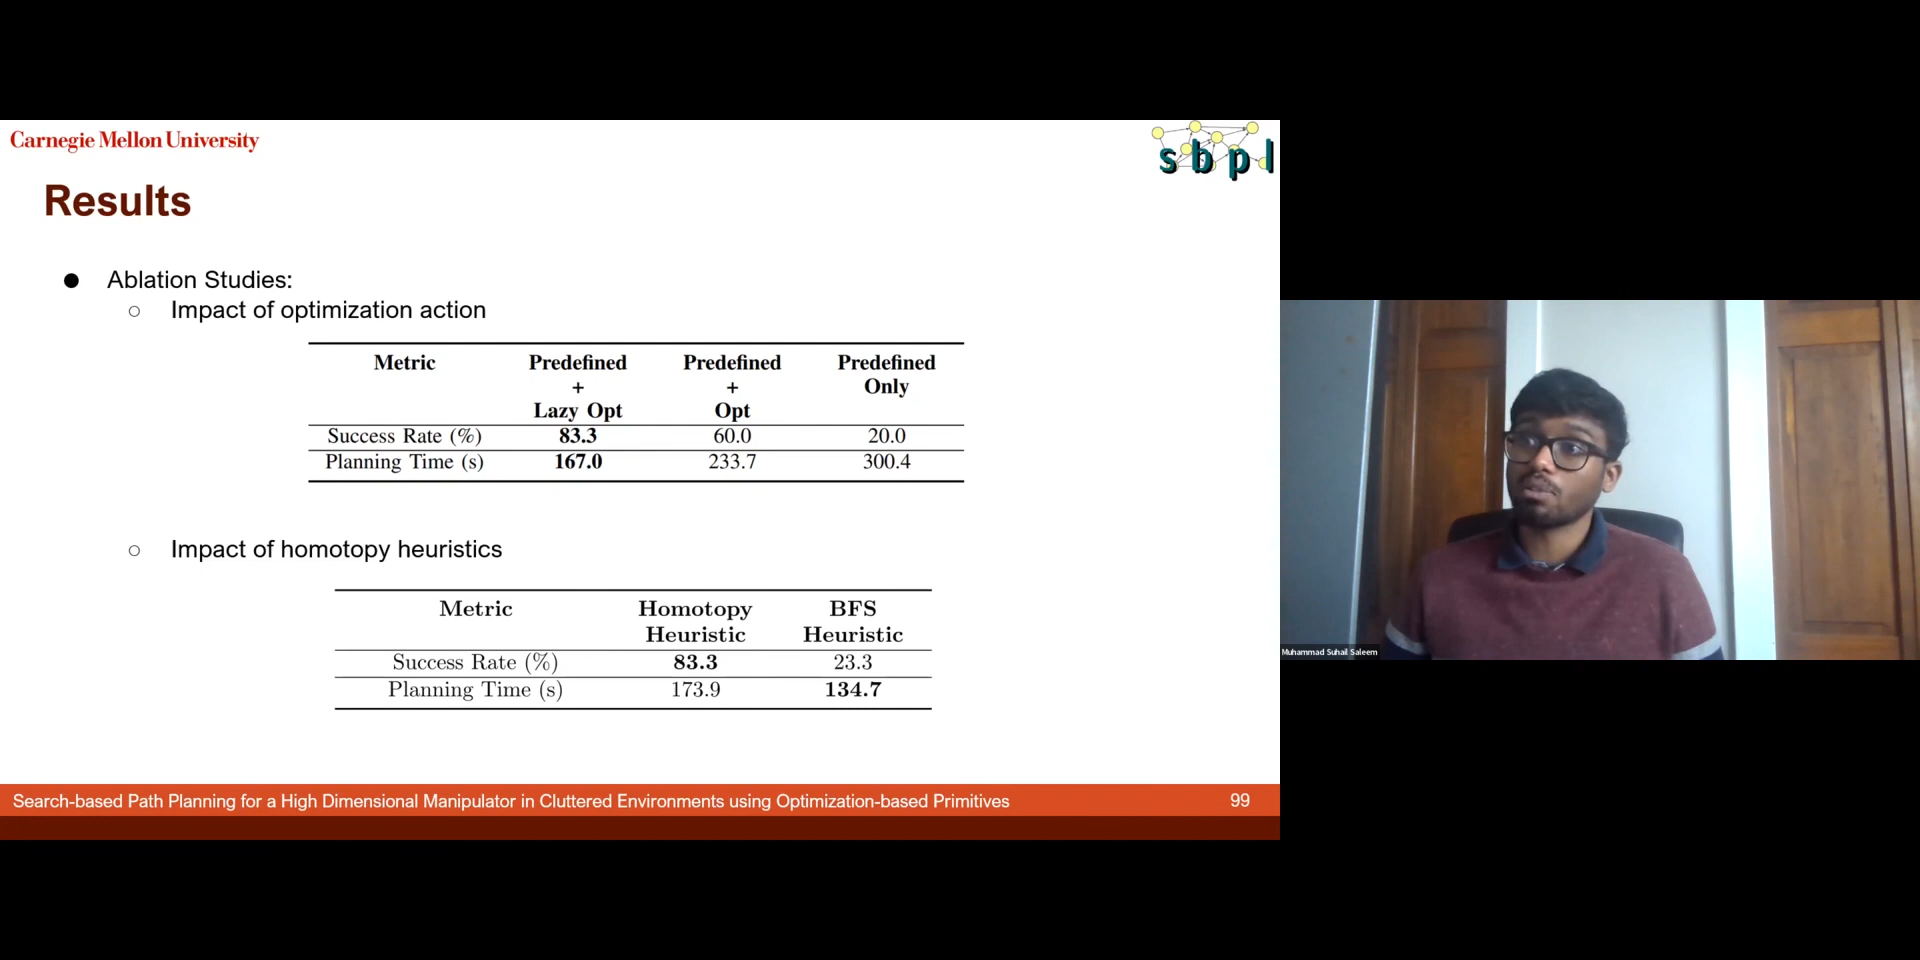 Carnegie Mellon University
sbpl
Results
● Ablation Studies:
○ Impact of optimization action
Metric Predefined Predefined Predefined
+ + Only
Lazy Opt Opt
Success Rate (%) 83.3 60.0 20.0
Planning Time (s) 167.0 233.7 300.4
○ Impact of homotopy heuristics
Metric Homotopy BFS
Heuristic Heuristic
Success Rate (%) 83.3 23.3
Planning Time (s) 173.9 134.7
Muhammad Suhail Saleem
Search-based Path Planning for a High Dimensional Manipulator in Cluttered Environments using Optimization-based Primitives 99